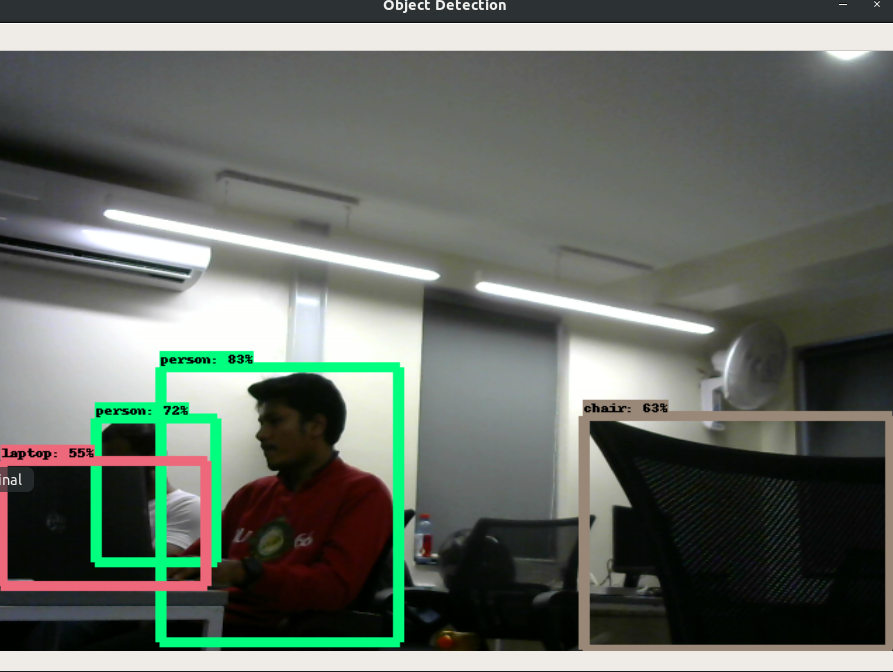 Object Detection
person: 83%
person: 72%
chair: 63%
laptop: 55%
inal